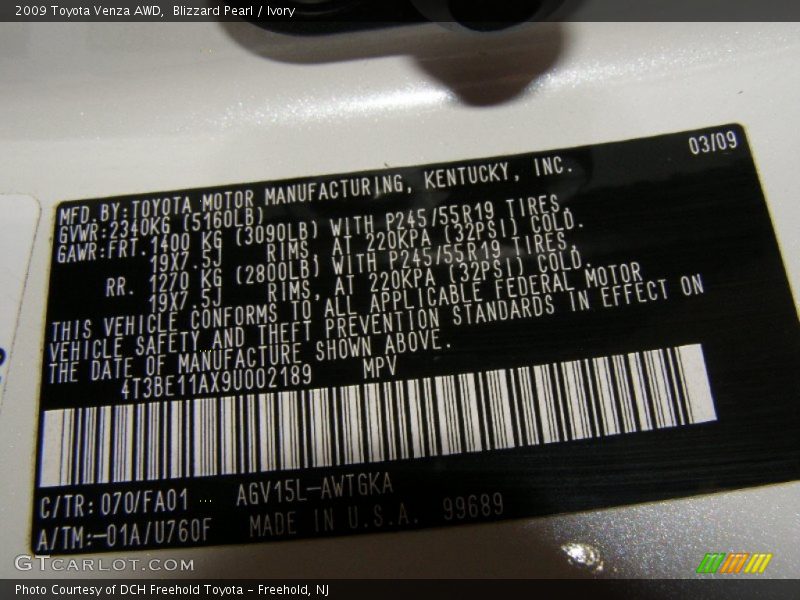 2009 Toyota Venza AWD,  Blizzard Pearl / Ivory
03/09
MFD.BY:TOYOTA MOTOR MANUFACTURING, KENTUCKY, INC.
GVWR:2340KG (5160LB)
GAWR:FRT. 1400 KG (3090LB) WITH P245/55R19 TIRES,
19X7.5J RIMS, AT 220KPA (32PSI) COLD.
RR. 1270 KG (2800LB) WITH P245/55R19 TIRES,
19X7.5J RIMS, AT 220KPA (32PSI) COLD.
THIS VEHICLE CONFORMS TO ALL APPLICABLE FEDERAL MOTOR
VEHICLE SAFETY AND THEFT PREVENTION STANDARDS IN EFFECT ON
THE DATE OF MANUFACTURE SHOWN ABOVE.
4T3BE11AX9U002189 MPV
C/TR: 070/FA01 ... AGV15L-AWTGKA
A/TM:-01A/U760F MADE IN U.S.A. 99689
GTCARLOT.COM
Photo Courtesy of DCH Freehold Toyota - Freehold, NJ